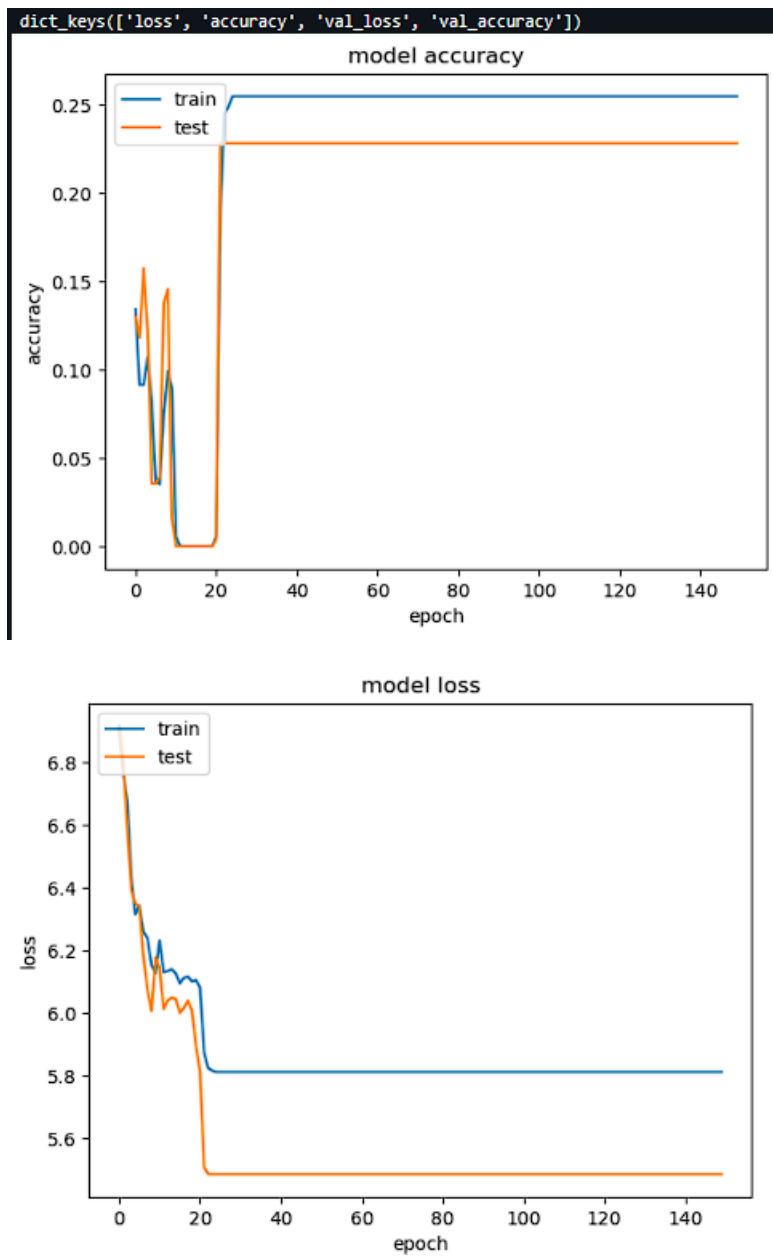 dict_keys(['loss', 'accuracy', 'val_loss', 'val_accuracy'])
model accuracy
train
test
0.25
0.20
0.15
0.10
0.05
0.00
accuracy
0 20 40 60 80 100 120 140
epoch
model loss
train
test
6.8
6.6
6.4
6.2
6.0
5.8
5.6
loss
0 20 40 60 80 100 120 140
epoch